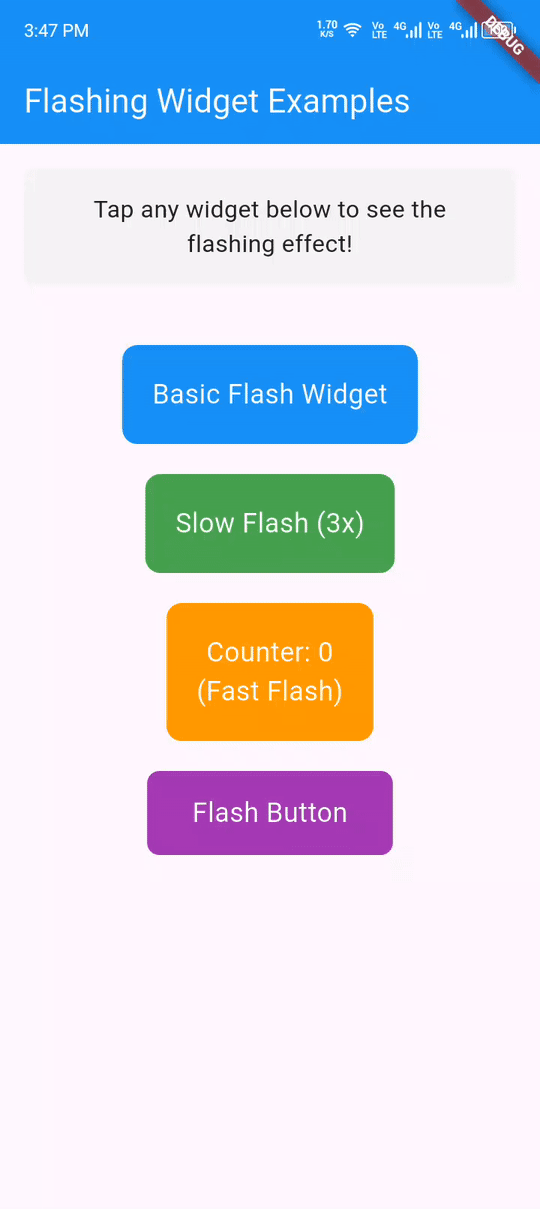 3:47 PM
1.70
K/S
Vo
LTE
4G
Vo
LTE
4G
DEBUG
Flashing Widget Examples
Tap any widget below to see the
flashing effect!
Basic Flash Widget
Slow Flash (3x)
Counter: 0
(Fast Flash)
Flash Button